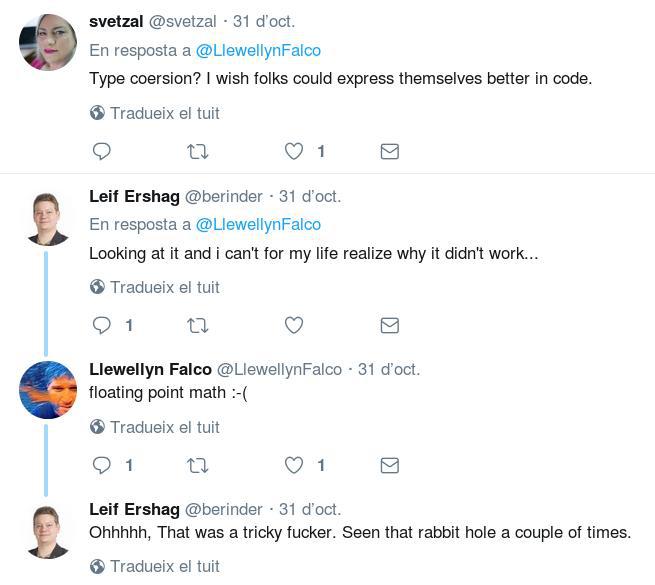 svetzal @svetzal · 31 d’oct.
En resposta a @LlewellynFalco
Type coersion? I wish folks could express themselves better in code.
Tradueix el tuit
1
Leif Ershag @berinder · 31 d’oct.
En resposta a @LlewellynFalco
Looking at it and i can't for my life realize why it didn't work...
Tradueix el tuit
1
Llewellyn Falco @LlewellynFalco · 31 d’oct.
floating point math :-(
Tradueix el tuit
1 1
Leif Ershag @berinder · 31 d’oct.
Ohhhhh, That was a tricky fucker. Seen that rabbit hole a couple of times.
Tradueix el tuit